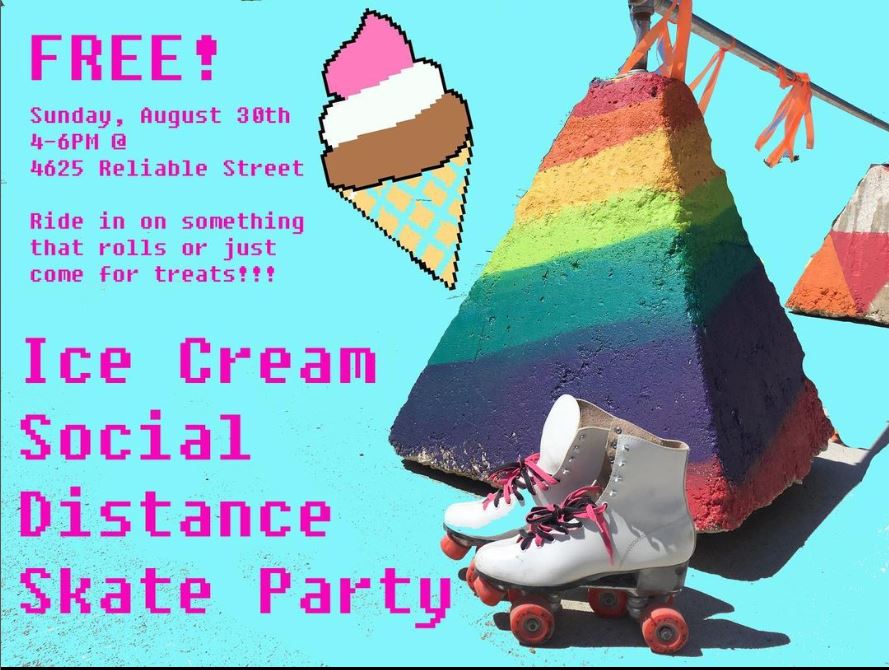 FREE!
Sunday, August 30th
4-6PM @
4625 Reliable Street
Ride in on something
that rolls or just
come for treats!!!
Ice Cream
Social
Distance
Skate Party